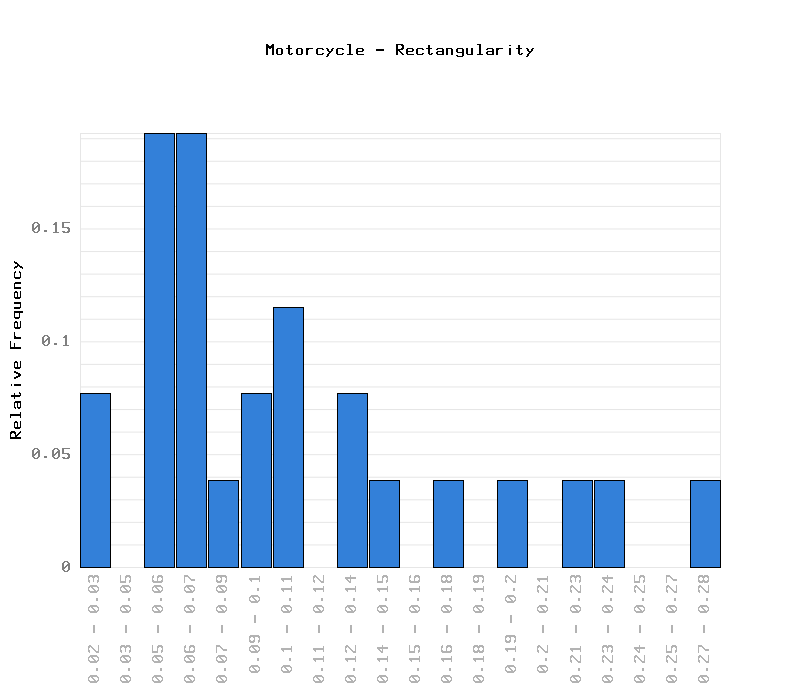 Motorcycle - Rectangularity
Relative Frequency
0.15
0.1
0.05
0
0.02 - 0.03
0.03 - 0.05
0.05 - 0.06
0.06 - 0.07
0.07 - 0.09
0.09 - 0.1
0.1 - 0.11
0.11 - 0.12
0.12 - 0.14
0.14 - 0.15
0.15 - 0.16
0.16 - 0.18
0.18 - 0.19
0.19 - 0.2
0.2 - 0.21
0.21 - 0.23
0.23 - 0.24
0.24 - 0.25
0.25 - 0.27
0.27 - 0.28